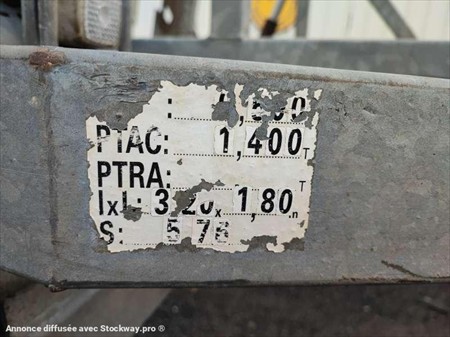 PTAC: 1,400 T
PTRA: T
lxL: 3,20 x 1,80 m
S: 5 76
Annonce diffusée avec Stockway.pro ®